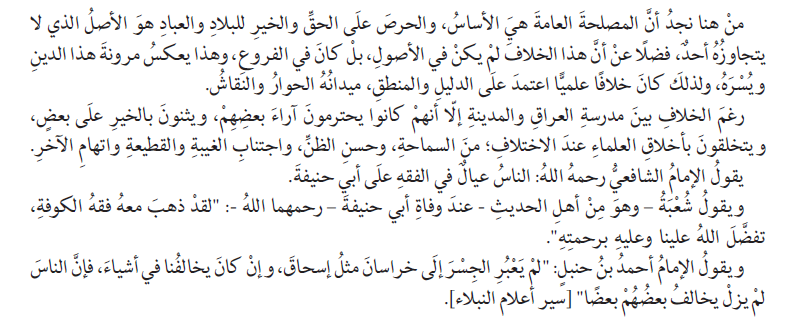 منْ هنا نجدُ أنَّ المصلحةَ العامةَ هيَ الأساسُ، والحرصَ علَى الحقِّ والخيرِ للبلادِ والعبادِ هوَ الأصلُ الذي لا
يتجاوزُهُ أحدٌ، فضلًا عنْ أنَّ هذا الخلافَ لمْ يكنْ في الأصولِ، بلْ كانَ في الفروعِ، وهذا يعكسُ مرونةَ هذا الدينِ
ويُسْرَهُ، ولذلكَ كانَ خلافًا علميًّا اعتمدَ علَى الدليلِ والمنطقِ، ميدانُهُ الحوارُ والنقاشُ.
رغمَ الخلافِ بينَ مدرسةِ العراقِ والمدينةِ إلَّا أنهمْ كانوا يحترمونَ آراءَ بعضِهِمْ، ويثنونَ بالخيرِ علَى بعضٍ،
ويتخلقونَ بأخلاقِ العلماءِ عندَ الاختلافِ؛ منَ السماحةِ، وحسنِ الظنِّ، واجتنابِ الغيبةِ والقطيعةِ واتهامِ الآخرِ.
يقولُ الإمامُ الشافعيُّ رحمهُ اللهُ: الناسُ عيالٌ في الفقهِ علَى أبي حنيفةَ.
ويقولُ شُعْبَةُ – وهوَ مِنْ أهلِ الحديثِ - عندَ وفاةِ أبي حنيفةَ – رحمهما اللهُ -: "لقدْ ذهبَ معهُ فقهُ الكوفةِ،
تفضَّلَ اللهُ علينا وعليهِ برحمتِهِ".
ويقولُ الإمامُ أحمدُ بنُ حنبلٍ: "لمْ يَعْبُرِ الجِسْرَ إلَى خراسانَ مثلُ إسحاقَ، وإنْ كانَ يخالفُنا في أشياءَ، فإنَّ الناسَ
لمْ يزلْ يخالفُ بعضُهُمْ بعضًا" [سير أعلام النبلاء].